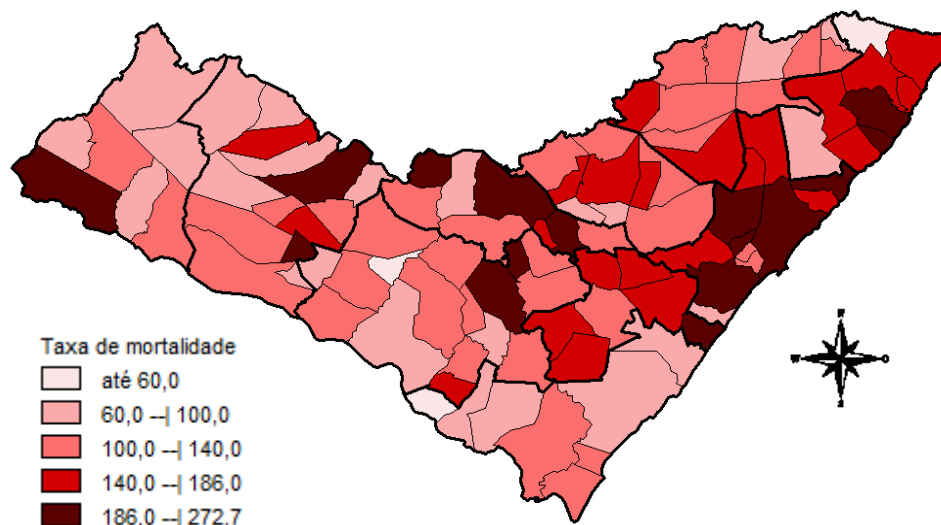 Taxa de mortalidade
até 60,0
60,0 --| 100,0
100,0 --| 140,0
140,0 --| 186,0
186,0 --| 272,7
W